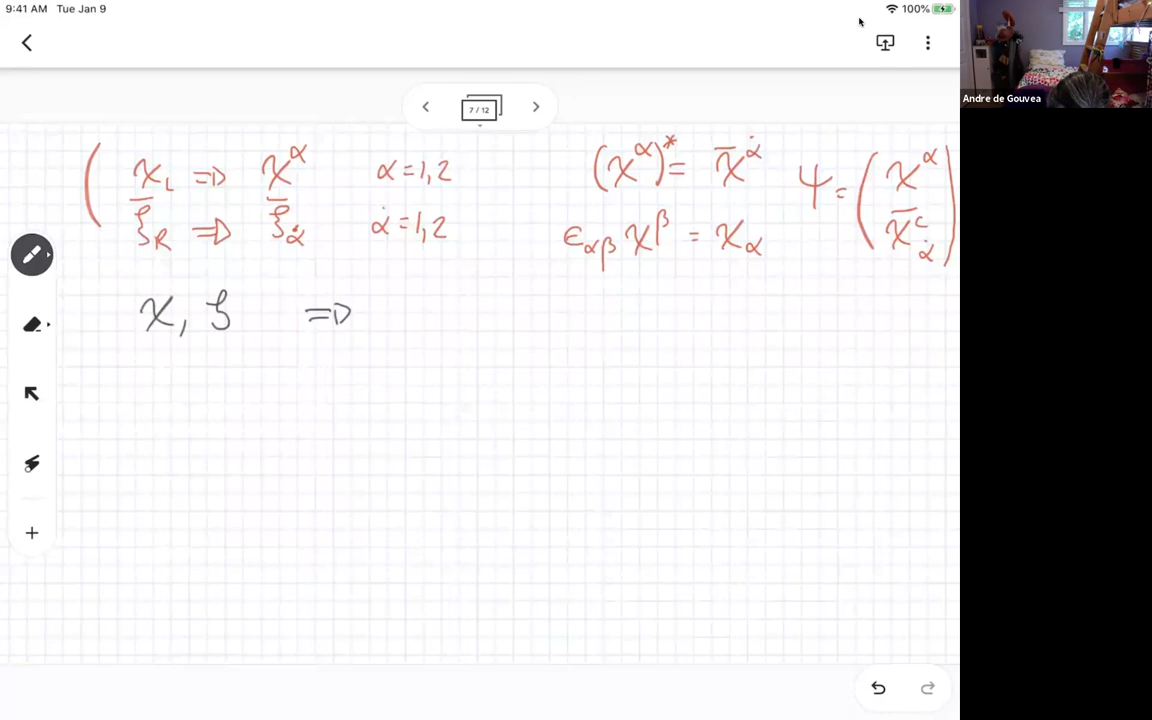 9:41 AM Tue Jan 9 100%
Andre de Gouvea
7 / 12
( χ_L ⇒ χ^α α = 1,2 (χ^α)^* = χ̄^α̇ Ψ = ( χ^α
ξ̄_R ⇒ ξ̄_α̇ α̇ = 1,2 ε_αβ χ^β = χ_α χ̄^c_α̇ )
χ, ξ ⇒